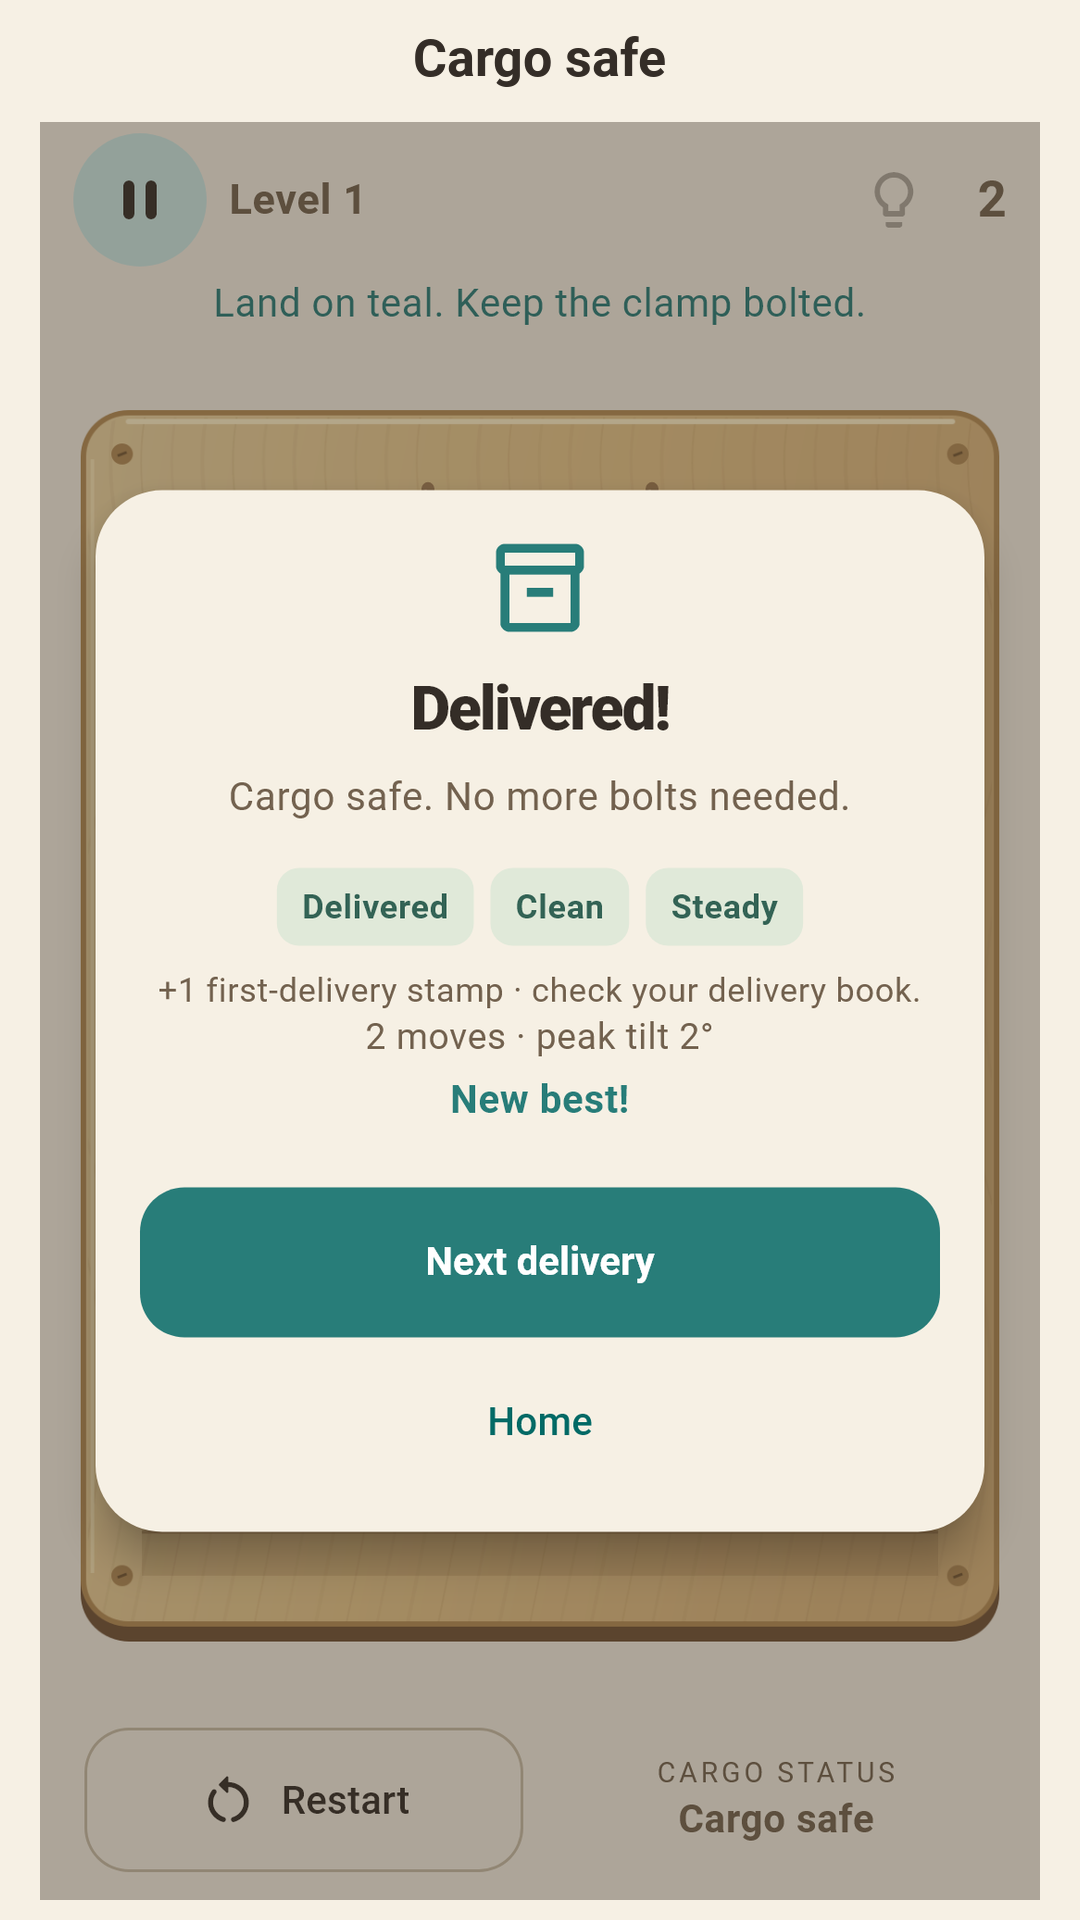 Cargo safe
Level 1
2
Land on teal. Keep the clamp bolted.
Delivered!
Cargo safe. No more bolts needed.
Delivered Clean Steady
+1 first-delivery stamp · check your delivery book.
2 moves · peak tilt 2°
New best!
Next delivery
Home
Restart
CARGO STATUS
Cargo safe